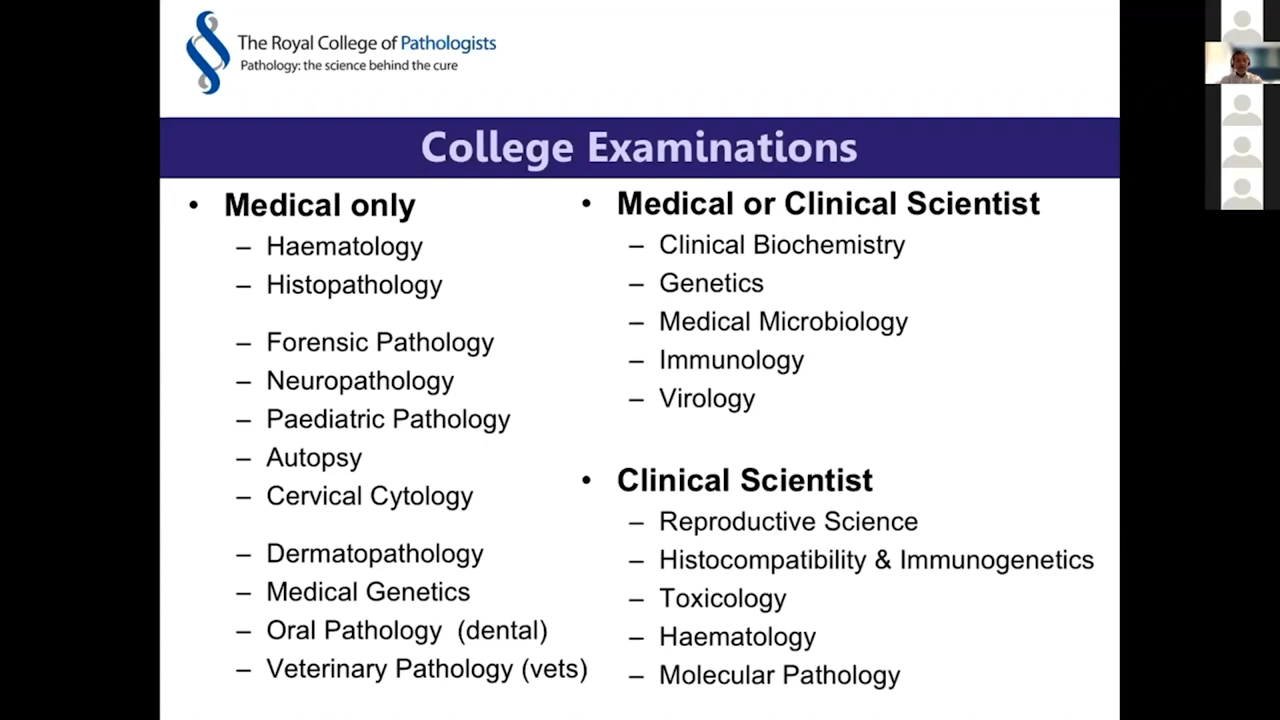 The Royal College of Pathologists
Pathology: the science behind the cure
College Examinations
• Medical only
– Haematology
– Histopathology
– Forensic Pathology
– Neuropathology
– Paediatric Pathology
– Autopsy
– Cervical Cytology
– Dermatopathology
– Medical Genetics
– Oral Pathology (dental)
– Veterinary Pathology (vets)
• Medical or Clinical Scientist
– Clinical Biochemistry
– Genetics
– Medical Microbiology
– Immunology
– Virology
• Clinical Scientist
– Reproductive Science
– Histocompatibility & Immunogenetics
– Toxicology
– Haematology
– Molecular Pathology